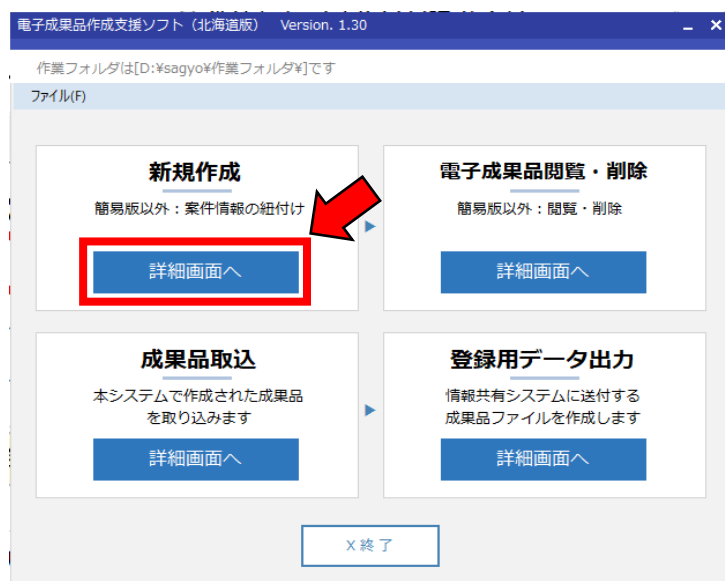 電子成果品作成支援ソフト（北海道版） Version. 1.30
作業フォルダは[D:¥sagyo¥作業フォルダ¥]です
ファイル(F)
新規作成
簡易版以外：案件情報の紐付け
詳細画面へ
電子成果品閲覧・削除
簡易版以外：閲覧・削除
詳細画面へ
成果品取込
本システムで作成された成果品
を取り込みます
詳細画面へ
登録用データ出力
情報共有システムに送付する
成果品ファイルを作成します
詳細画面へ
X 終了